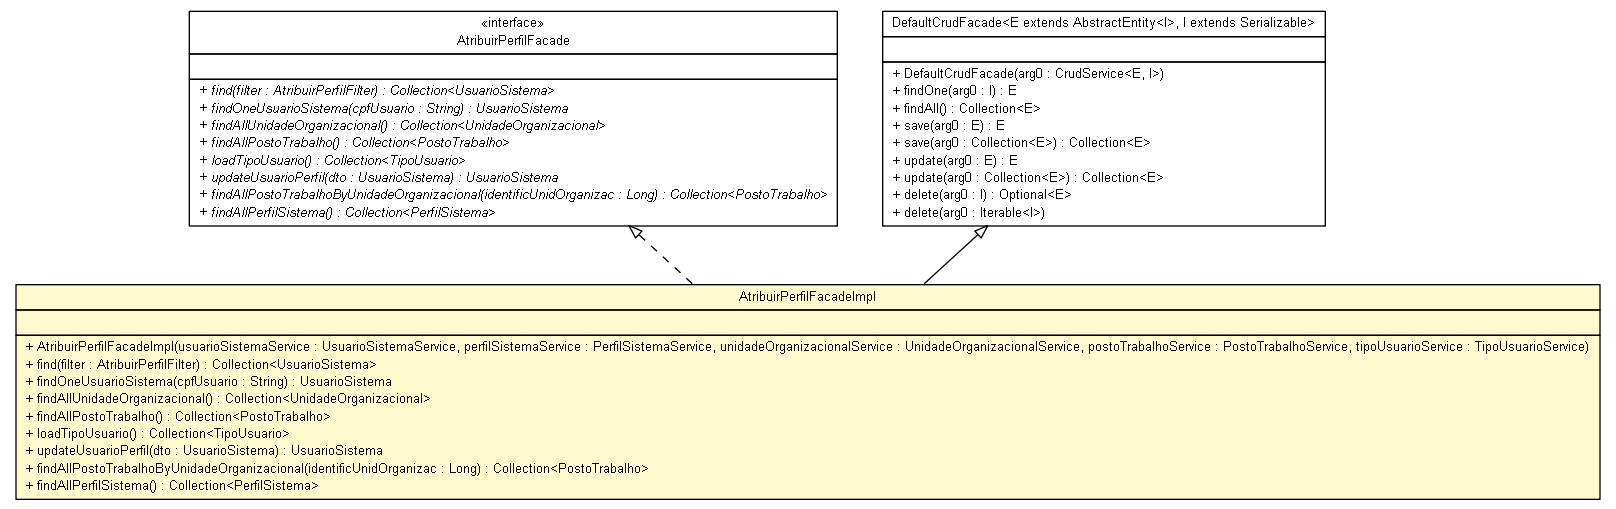 «interface»
AtribuirPerfilFacade
+ find(filter : AtribuirPerfilFilter) : Collection<UsuarioSistema>
+ findOneUsuarioSistema(cpfUsuario : String) : UsuarioSistema
+ findAllUnidadeOrganizacional() : Collection<UnidadeOrganizacional>
+ findAllPostoTrabalho() : Collection<PostoTrabalho>
+ loadTipoUsuario() : Collection<TipoUsuario>
+ updateUsuarioPerfil(dto : UsuarioSistema) : UsuarioSistema
+ findAllPostoTrabalhoByUnidadeOrganizacional(identificUnidOrganizac : Long) : Collection<PostoTrabalho>
+ findAllPerfilSistema() : Collection<PerfilSistema>
DefaultCrudFacade<E extends AbstractEntity<I>, I extends Serializable>
+ DefaultCrudFacade(arg0 : CrudService<E, I>)
+ findOne(arg0 : I) : E
+ findAll() : Collection<E>
+ save(arg0 : E) : E
+ save(arg0 : Collection<E>) : Collection<E>
+ update(arg0 : E) : E
+ update(arg0 : Collection<E>) : Collection<E>
+ delete(arg0 : I) : Optional<E>
+ delete(arg0 : Iterable<I>)
AtribuirPerfilFacadeImpl
+ AtribuirPerfilFacadeImpl(usuarioSistemaService : UsuarioSistemaService, perfilSistemaService : PerfilSistemaService, unidadeOrganizacionalService : UnidadeOrganizacionalService, postoTrabalhoService : PostoTrabalhoService, tipoUsuarioService : TipoUsuarioService)
+ find(filter : AtribuirPerfilFilter) : Collection<UsuarioSistema>
+ findOneUsuarioSistema(cpfUsuario : String) : UsuarioSistema
+ findAllUnidadeOrganizacional() : Collection<UnidadeOrganizacional>
+ findAllPostoTrabalho() : Collection<PostoTrabalho>
+ loadTipoUsuario() : Collection<TipoUsuario>
+ updateUsuarioPerfil(dto : UsuarioSistema) : UsuarioSistema
+ findAllPostoTrabalhoByUnidadeOrganizacional(identificUnidOrganizac : Long) : Collection<PostoTrabalho>
+ findAllPerfilSistema() : Collection<PerfilSistema>